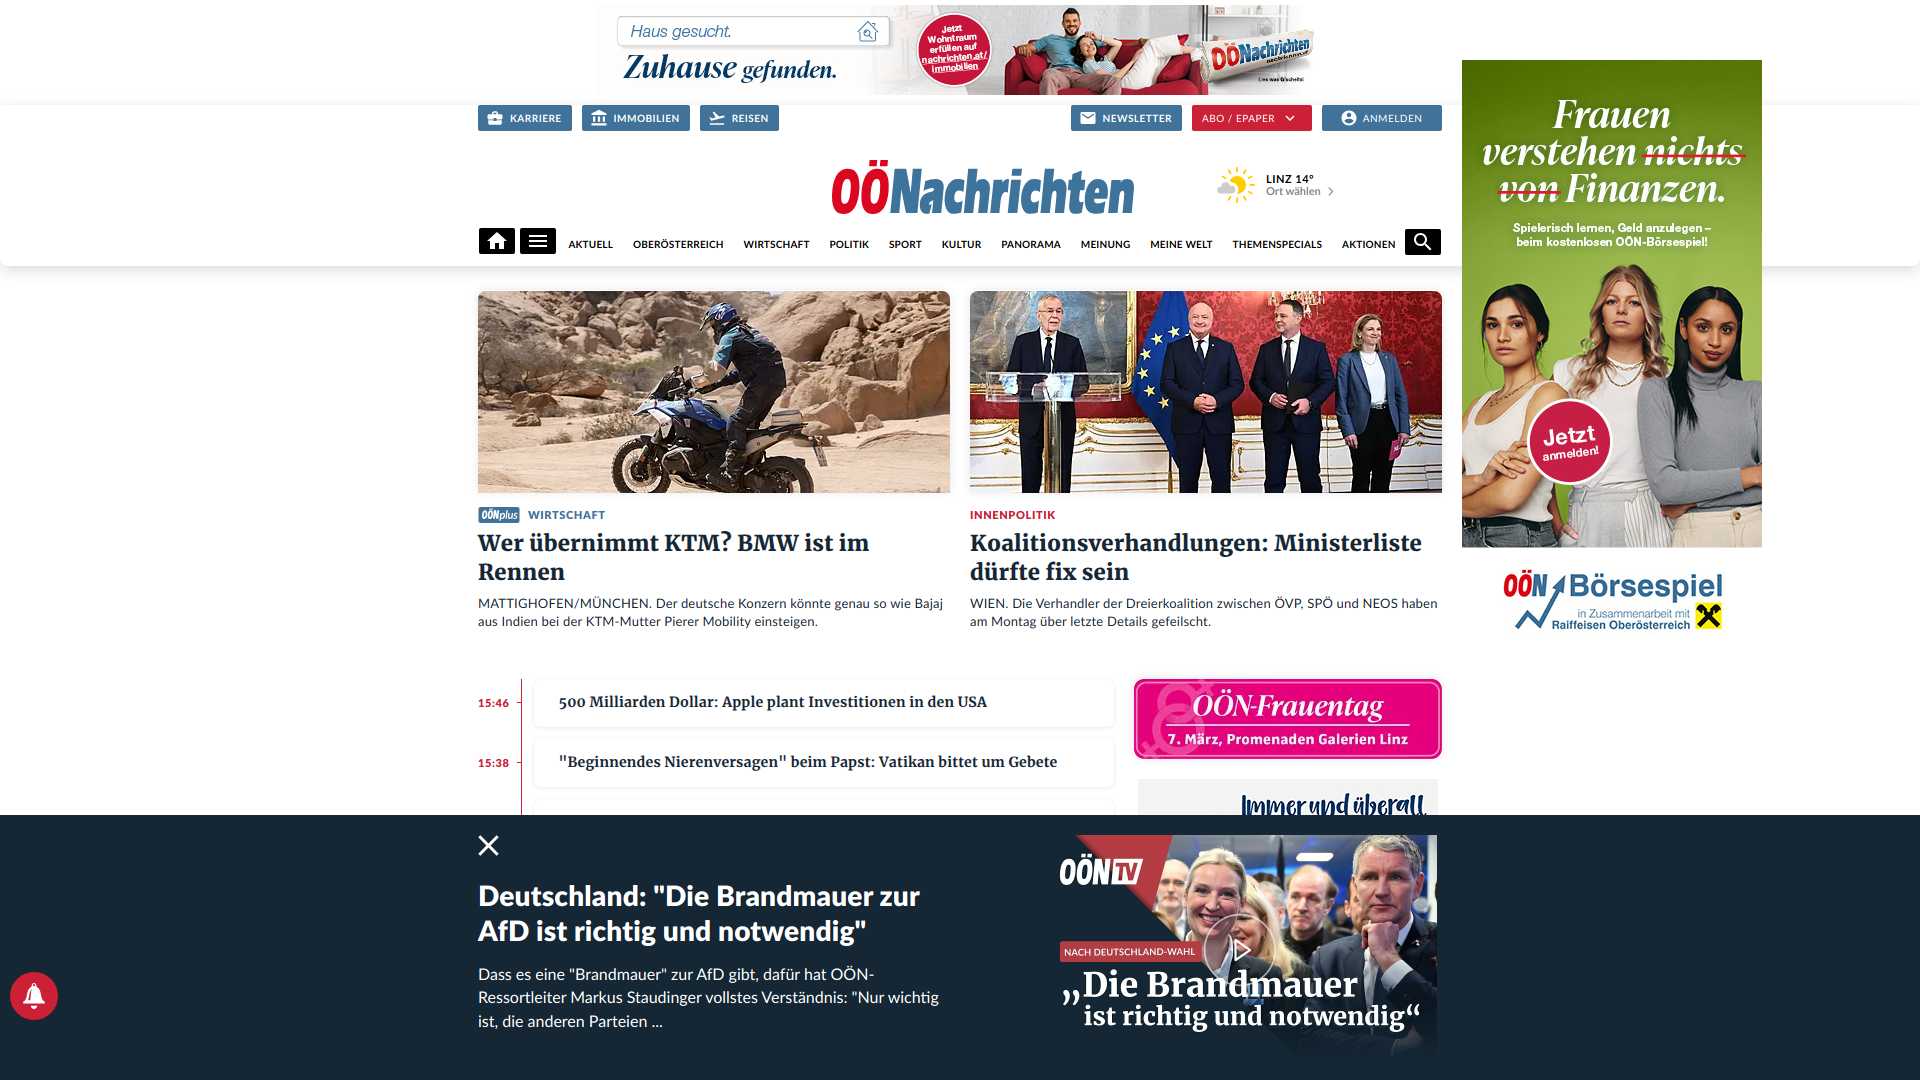 Haus gesucht.
Zuhause gefunden.
Jetzt
Wohntraum
erfüllen auf
nachrichten.at/
immobilien
OÖNachrichten
Lies was G'scheits!
KARRIERE
IMMOBILIEN
REISEN
NEWSLETTER
ABO / EPAPER
ANMELDEN
OÖNachrichten
LINZ 14°
Ort wählen
AKTUELL
OBERÖSTERREICH
WIRTSCHAFT
POLITIK
SPORT
KULTUR
PANORAMA
MEINUNG
MEINE WELT
THEMENSPECIALS
AKTIONEN
Frauen
verstehen nichts
von Finanzen.
Spielerisch lernen, Geld anzulegen –
beim kostenlosen OÖN-Börsespiel!
Jetzt
anmelden!
OÖN Börsespiel
in Zusammenarbeit mit
Raiffeisen Oberösterreich
OÖNplus WIRTSCHAFT
Wer übernimmt KTM? BMW ist im
Rennen
MATTIGHOFEN/MÜNCHEN. Der deutsche Konzern könnte genau so wie Bajaj
aus Indien bei der KTM-Mutter Pierer Mobility einsteigen.
INNENPOLITIK
Koalitionsverhandlungen: Ministerliste
dürfte fix sein
WIEN. Die Verhandler der Dreierkoalition zwischen ÖVP, SPÖ und NEOS haben
am Montag über letzte Details gefeilscht.
15:46
500 Milliarden Dollar: Apple plant Investitionen in den USA
15:38
"Beginnendes Nierenversagen" beim Papst: Vatikan bittet um Gebete
OÖN-Frauentag
7. März, Promenaden Galerien Linz
Immer und überall
Deutschland: "Die Brandmauer zur
AfD ist richtig und notwendig"
Dass es eine "Brandmauer" zur AfD gibt, dafür hat OÖN-
Ressortleiter Markus Staudinger vollstes Verständnis: "Nur wichtig
ist, die anderen Parteien ...
OÖN TV
NACH DEUTSCHLAND-WAHL
„Die Brandmauer
ist richtig und notwendig“